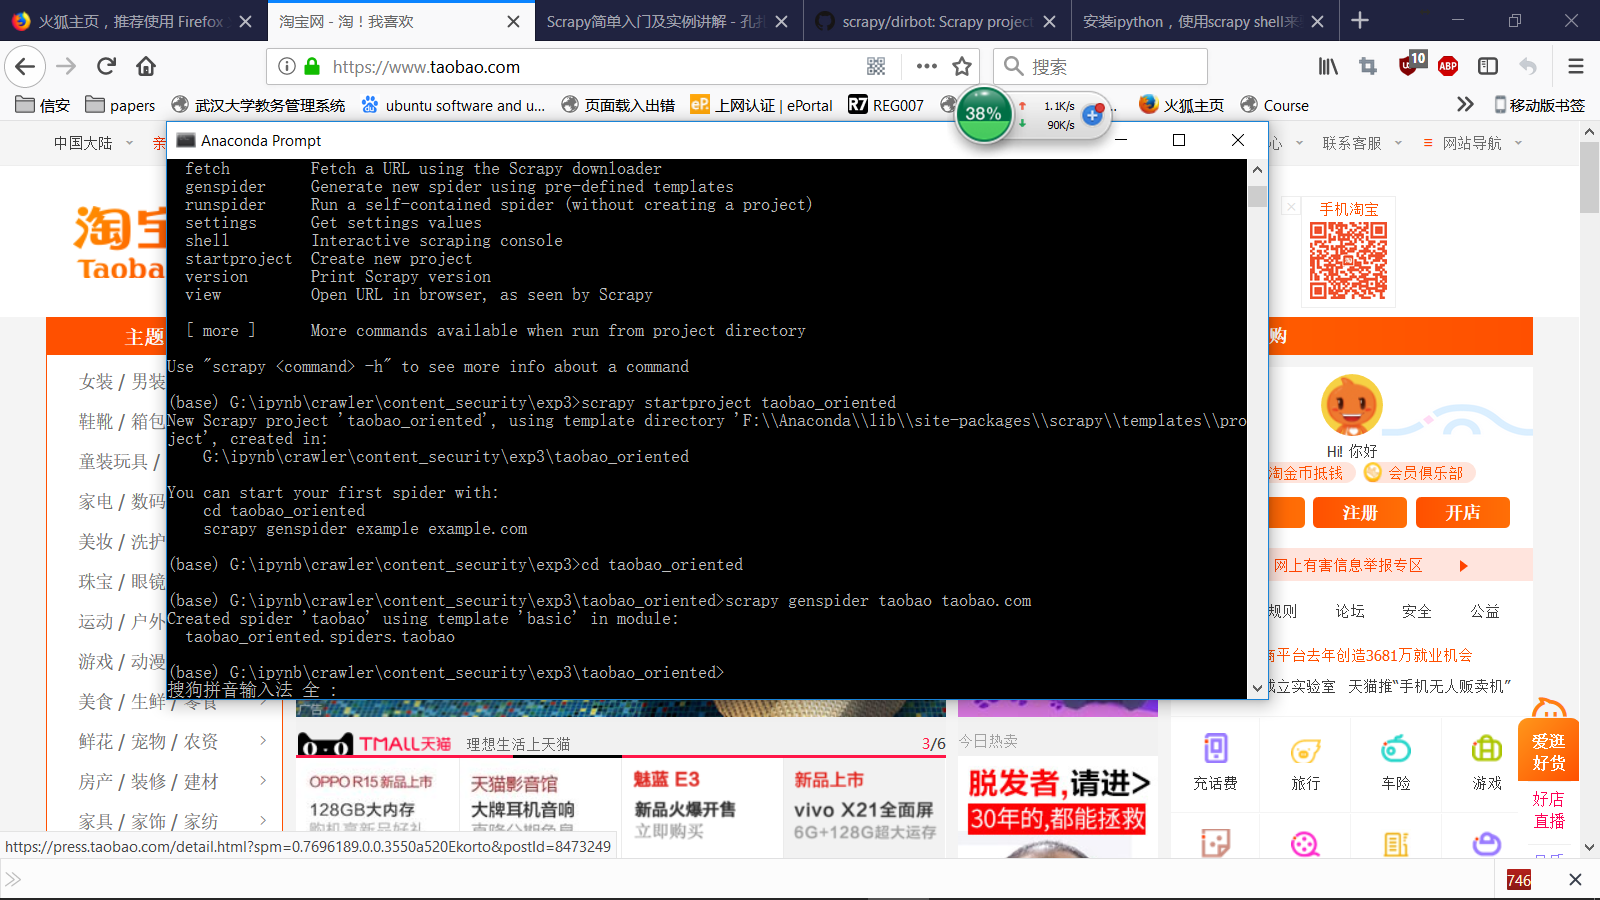 火狐主页，推荐使用 Firefox
淘宝网 - 淘！我喜欢
Scrapy简单入门及实例讲解 - 孔
scrapy/dirbot: Scrapy project
安装ipython，使用scrapy shell来
https://www.taobao.com
搜索
10
ABP
信安
papers
武汉大学教务管理系统
ubuntu software and u...
页面载入出错
eP 上网认证 | ePortal
R7 REG007
火狐主页
Course
移动版书签
38%
1.1K/s
90K/s
中国大陆
亲
心
联系客服
网站导航
Anaconda Prompt
fetch Fetch a URL using the Scrapy downloader
genspider Generate new spider using pre-defined templates
runspider Run a self-contained spider (without creating a project)
settings Get settings values
shell Interactive scraping console
startproject Create new project
version Print Scrapy version
view Open URL in browser, as seen by Scrapy
[ more ] More commands available when run from project directory
Use "scrapy <command> -h" to see more info about a command
(base) G:\ipynb\crawler\content_security\exp3>scrapy startproject taobao_oriented
New Scrapy project 'taobao_oriented', using template directory 'F:\\Anaconda\\lib\\site-packages\\scrapy\\templates\\pro
ject', created in:
G:\ipynb\crawler\content_security\exp3\taobao_oriented
You can start your first spider with:
cd taobao_oriented
scrapy genspider example example.com
(base) G:\ipynb\crawler\content_security\exp3>cd taobao_oriented
(base) G:\ipynb\crawler\content_security\exp3\taobao_oriented>scrapy genspider taobao taobao.com
Created spider 'taobao' using template 'basic' in module:
taobao_oriented.spiders.taobao
(base) G:\ipynb\crawler\content_security\exp3\taobao_oriented>
搜狗拼音输入法 全 :
淘宝
Taobao
主题
女装 / 男装
鞋靴 / 箱包
童装玩具 /
家电 / 数码
美妆 / 洗护
珠宝 / 眼镜
运动 / 户外
游戏 / 动漫
美食 / 生鲜 / 零食
鲜花 / 宠物 / 农资
房产 / 装修 / 建材
家具 / 家饰 / 家纺
手机淘宝
购
Hi! 你好
淘金币抵钱
会员俱乐部
注册
开店
网上有害信息举报专区
规则
论坛
安全
公益
商平台去年创造3681万就业机会
成立实验室 天猫推“手机无人贩卖机”
充话费
旅行
车险
游戏
爱逛
好货
好店
直播
广告
TMALL天猫
理想生活上天猫
3/6
OPPO R15 新品上市
128GB大内存
购机享新品好礼
天猫影音馆
大牌耳机音响
魅蓝 E3
新品火爆开售
立即购买
新品上市
vivo X21全面屏
6G+128G超大运存
今日热卖
脱发者,请进>
30年的,都能拯救
https://press.taobao.com/detail.html?spm=0.7696189.0.0.3550a520Ekorto&postId=8473249
746